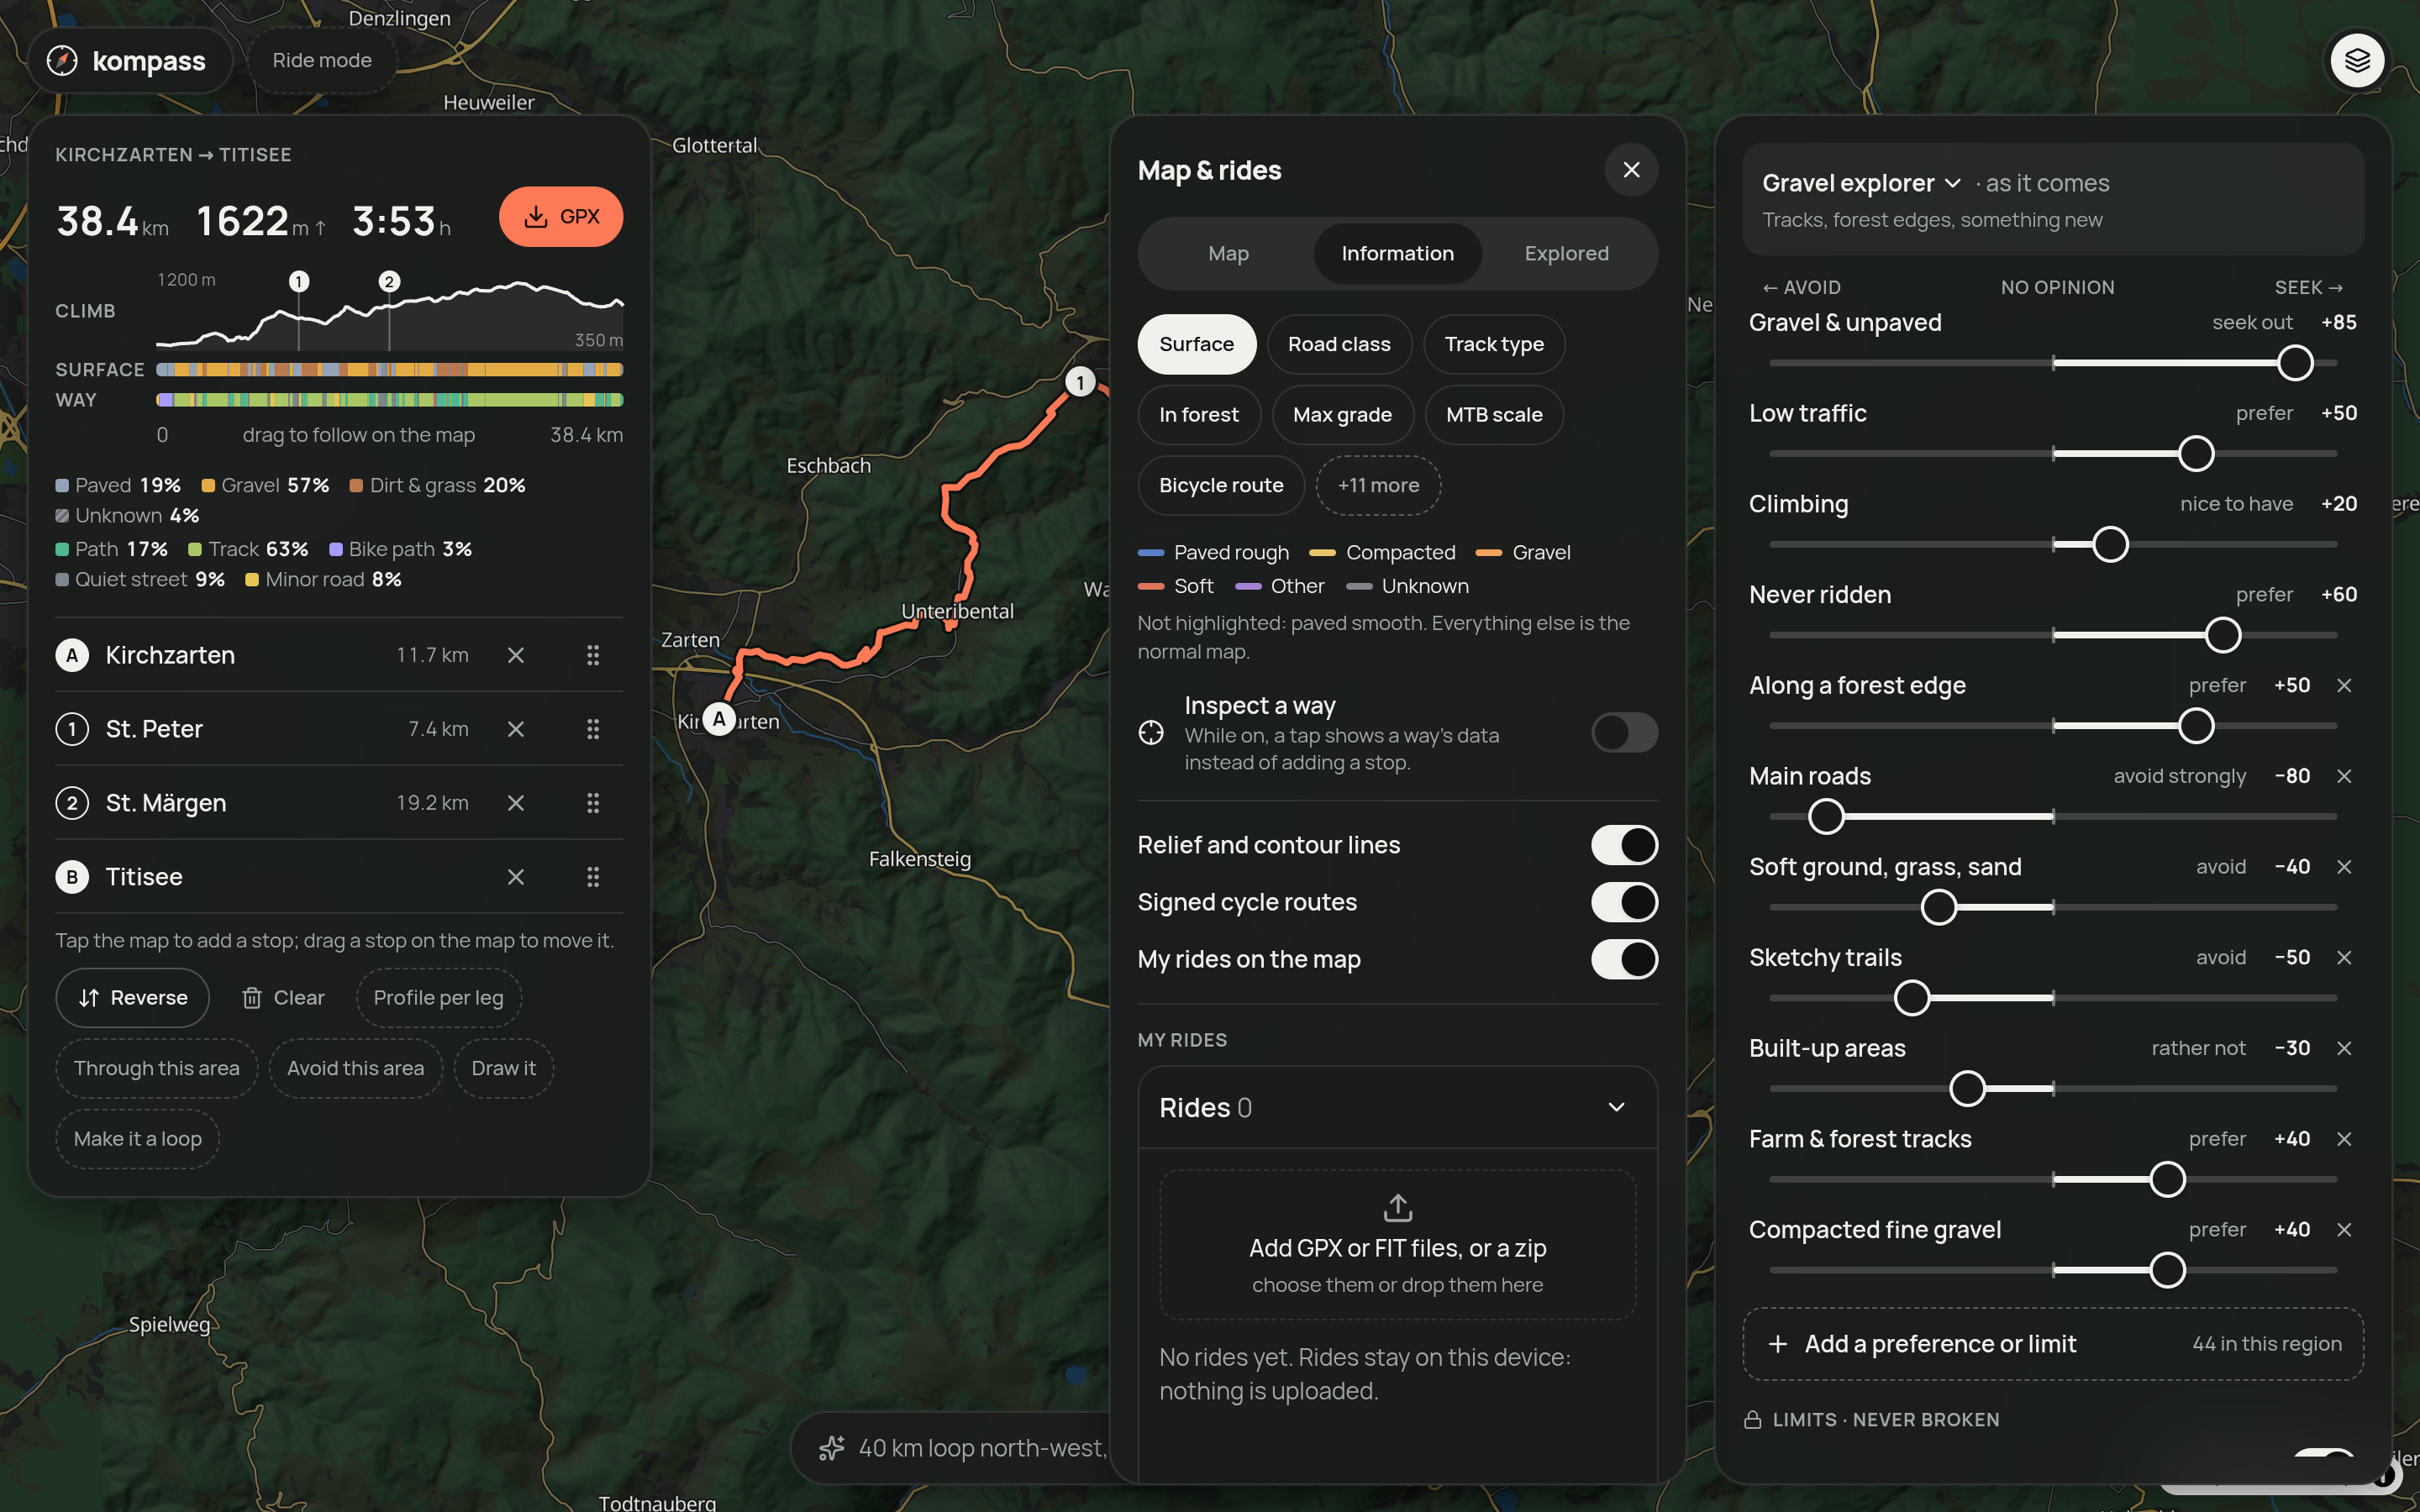 Denzlingen
kompass
Ride mode
Heuweiler
Glottertal
KIRCHZARTEN → TITISEE
38.4 km 1622 m ↑ 3:53 h
GPX
1200 m
1 2
CLIMB
350 m
SURFACE
WAY
0 drag to follow on the map 38.4 km
Paved 19% Gravel 57% Dirt & grass 20%
Unknown 4%
Path 17% Track 63% Bike path 3%
Quiet street 9% Minor road 8%
A Kirchzarten 11.7 km
1 St. Peter 7.4 km
2 St. Märgen 19.2 km
B Titisee
Tap the map to add a stop; drag a stop on the map to move it.
Reverse Clear Profile per leg
Through this area Avoid this area Draw it
Make it a loop
1
Eschbach
Unteribental
Zarten
A
Falkensteig
Spielweg
Todtnauberg
40 km loop north-west,
Map & rides
Map Information Explored
Surface Road class Track type
In forest Max grade MTB scale
Bicycle route +11 more
Paved rough Compacted Gravel
Soft Other Unknown
Not highlighted: paved smooth. Everything else is the
normal map.
Inspect a way
While on, a tap shows a way's data
instead of adding a stop.
Relief and contour lines
Signed cycle routes
My rides on the map
MY RIDES
Rides 0
Add GPX or FIT files, or a zip
choose them or drop them here
No rides yet. Rides stay on this device:
nothing is uploaded.
Gravel explorer · as it comes
Tracks, forest edges, something new
← AVOID NO OPINION SEEK →
Gravel & unpaved seek out +85
Low traffic prefer +50
Climbing nice to have +20
Never ridden prefer +60
Along a forest edge prefer +50
Main roads avoid strongly −80
Soft ground, grass, sand avoid −40
Sketchy trails avoid −50
Built-up areas rather not −30
Farm & forest tracks prefer +40
Compacted fine gravel prefer +40
Add a preference or limit 44 in this region
LIMITS · NEVER BROKEN